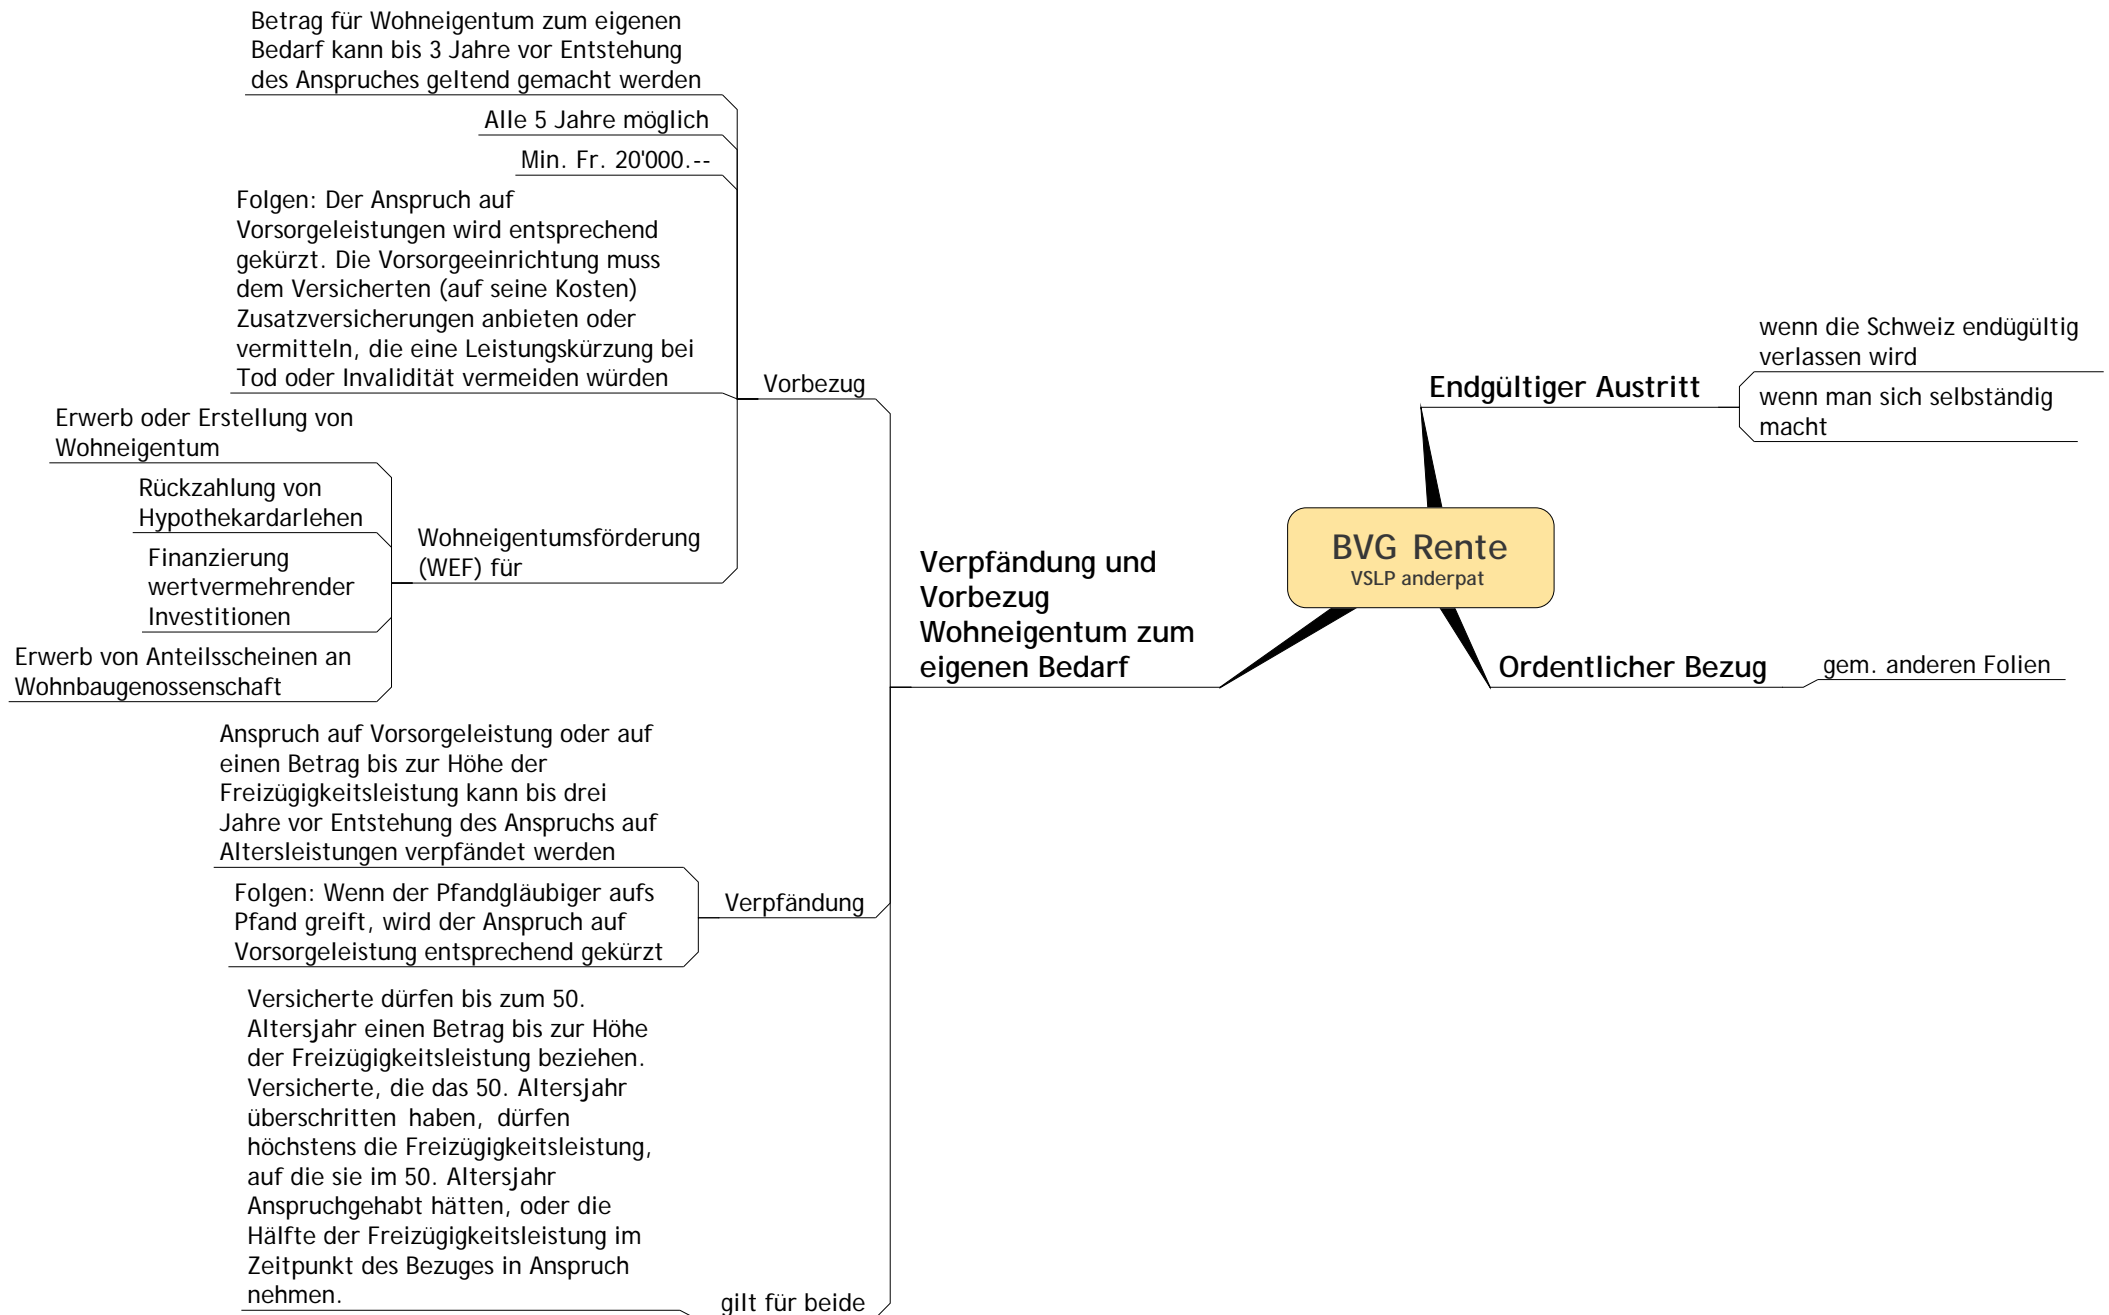 BVG Rente
VSLP anderpat
Endgültiger Austritt
wenn die Schweiz endügültig
verlassen wird
wenn man sich selbständig
macht
Ordentlicher Bezug
gem. anderen Folien
Verpfändung und
Vorbezug
Wohneigentum zum
eigenen Bedarf
Vorbezug
Betrag für Wohneigentum zum eigenen
Bedarf kann bis 3 Jahre vor Entstehung
des Anspruches geltend gemacht werden
Alle 5 Jahre möglich
Min. Fr. 20'000.--
Folgen: Der Anspruch auf
Vorsorgeleistungen wird entsprechend
gekürzt. Die Vorsorgeeinrichtung muss
dem Versicherten (auf seine Kosten)
Zusatzversicherungen anbieten oder
vermitteln, die eine Leistungskürzung bei
Tod oder Invalidität vermeiden würden
Wohneigentumsförderung
(WEF) für
Erwerb oder Erstellung von
Wohneigentum
Rückzahlung von
Hypothekardarlehen
Finanzierung
wertvermehrender
Investitionen
Erwerb von Anteilsscheinen an
Wohnbaugenossenschaft
Verpfändung
Anspruch auf Vorsorgeleistung oder auf
einen Betrag bis zur Höhe der
Freizügigkeitsleistung kann bis drei
Jahre vor Entstehung des Anspruchs auf
Altersleistungen verpfändet werden
Folgen: Wenn der Pfandgläubiger aufs
Pfand greift, wird der Anspruch auf
Vorsorgeleistung entsprechend gekürzt
gilt für beide
Versicherte dürfen bis zum 50.
Altersjahr einen Betrag bis zur Höhe
der Freizügigkeitsleistung beziehen.
Versicherte, die das 50. Altersjahr
überschritten haben, dürfen
höchstens die Freizügigkeitsleistung,
auf die sie im 50. Altersjahr
Anspruchgehabt hätten, oder die
Hälfte der Freizügigkeitsleistung im
Zeitpunkt des Bezuges in Anspruch
nehmen.